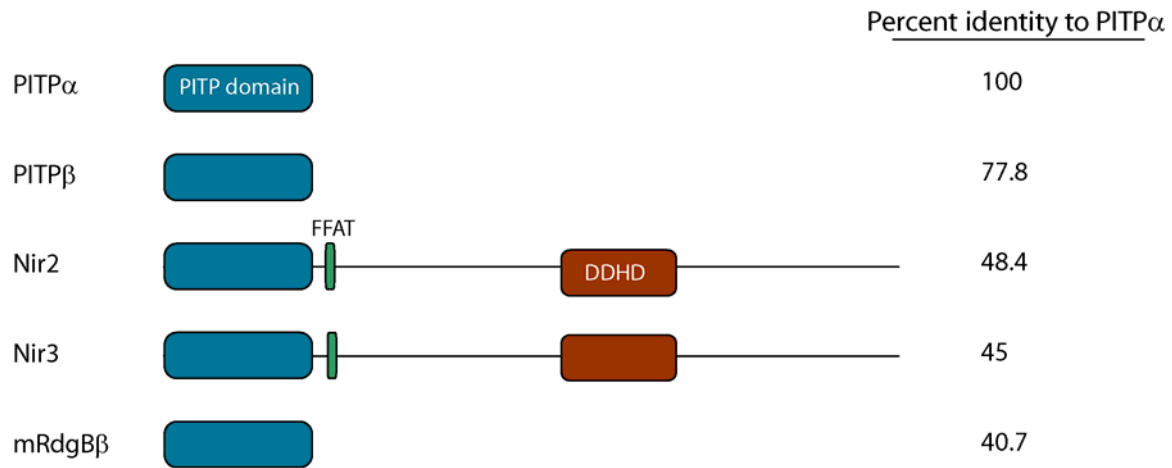 Percent identity to PITPα
PITPα PITP domain 100
PITPβ 77.8
FFAT
Nir2 DDHD 48.4
Nir3 45
mRdgBβ 40.7